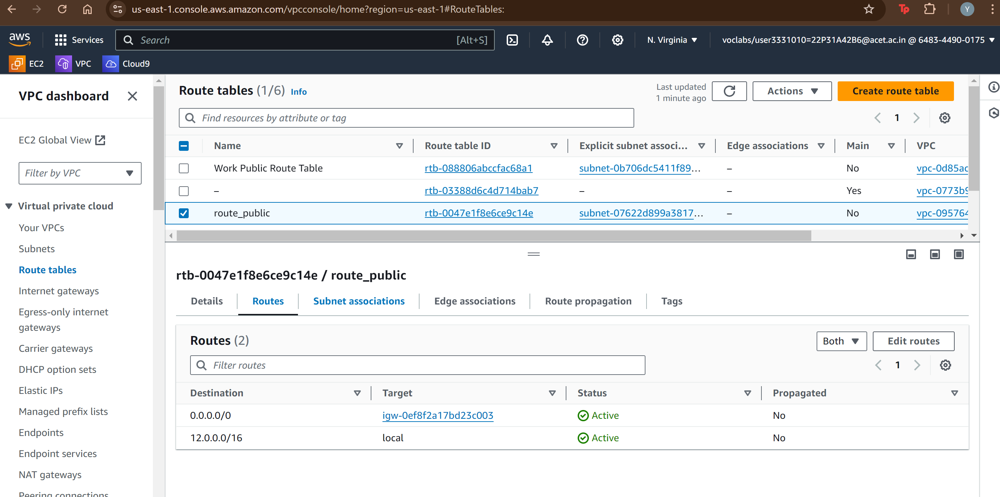 us-east-1.console.aws.amazon.com/vpcconsole/home?region=us-east-1#RouteTables:
Tp
Y
aws
Services
Search
[Alt+S]
N. Virginia
voclabs/user3331010=22P31A42B6@acet.ac.in @ 6483-4490-0175
EC2
VPC
9
Cloud9
VPC dashboard
EC2 Global View
Filter by VPC
Virtual private cloud
Your VPCs
Subnets
Route tables
Internet gateways
Egress-only internet
gateways
Carrier gateways
DHCP option sets
Elastic IPs
Managed prefix lists
Endpoints
Endpoint services
NAT gateways
Peering connections
Route tables (1/6) Info
Last updated
1 minute ago
Actions
Create route table
Find resources by attribute or tag
1
Name Route table ID Explicit subnet associ... Edge associations Main VPC
Work Public Route Table rtb-088806abccfac68a1 subnet-0b706dc5411f89... – No vpc-0d85ac
– rtb-03388d6c4d714bab7 – – Yes vpc-0773b9
route_public rtb-0047e1f8e6ce9c14e subnet-07622d899a3817... – No vpc-095764
rtb-0047e1f8e6ce9c14e / route_public
Details Routes Subnet associations Edge associations Route propagation Tags
Routes (2)
Both
Edit routes
Filter routes
1
Destination Target Status Propagated
0.0.0.0/0 igw-0ef8f2a17bd23c003 Active No
12.0.0.0/16 local Active No